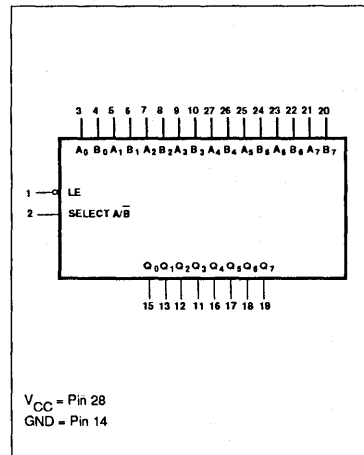 3 4 5 6 7 8 9 10 27 26 25 24 23 22 21 20
A0 B0 A1 B1 A2 B2 A3 B3 A4 B4 A5 B5 A6 B6 A7 B7
1 LE
2 SELECT A/B̅
Q0 Q1 Q2 Q3 Q4 Q5 Q6 Q7
15 13 12 11 16 17 18 19
VCC = Pin 28
GND = Pin 14